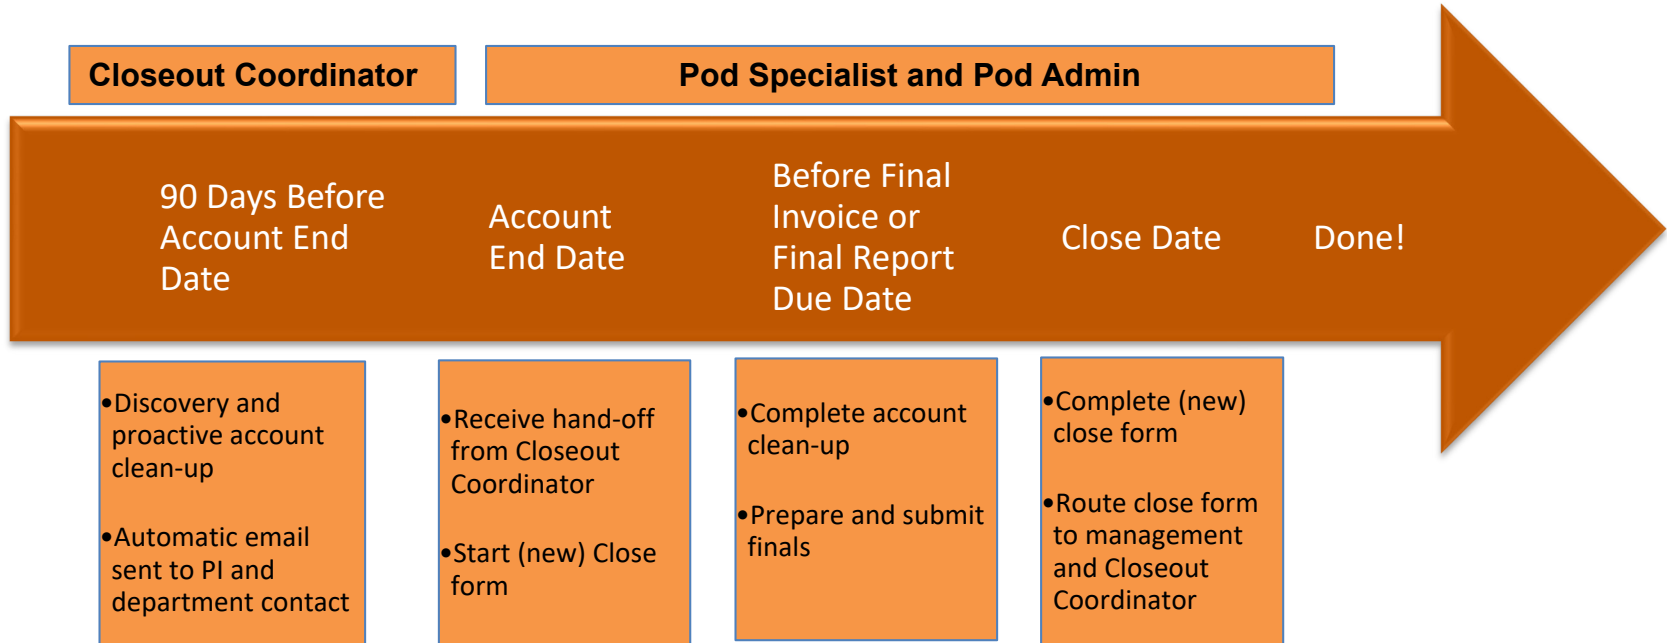 Closeout Coordinator
Pod Specialist and Pod Admin
90 Days Before
Account End
Date
Account
End Date
Before Final
Invoice or
Final Report
Due Date
Close Date
Done!
•Discovery and
proactive account
clean-up
•Automatic email
sent to PI and
department contact
•Receive hand-off
from Closeout
Coordinator
•Start (new) Close
form
•Complete account
clean-up
•Prepare and submit
finals
•Complete (new)
close form
•Route close form
to management
and Closeout
Coordinator